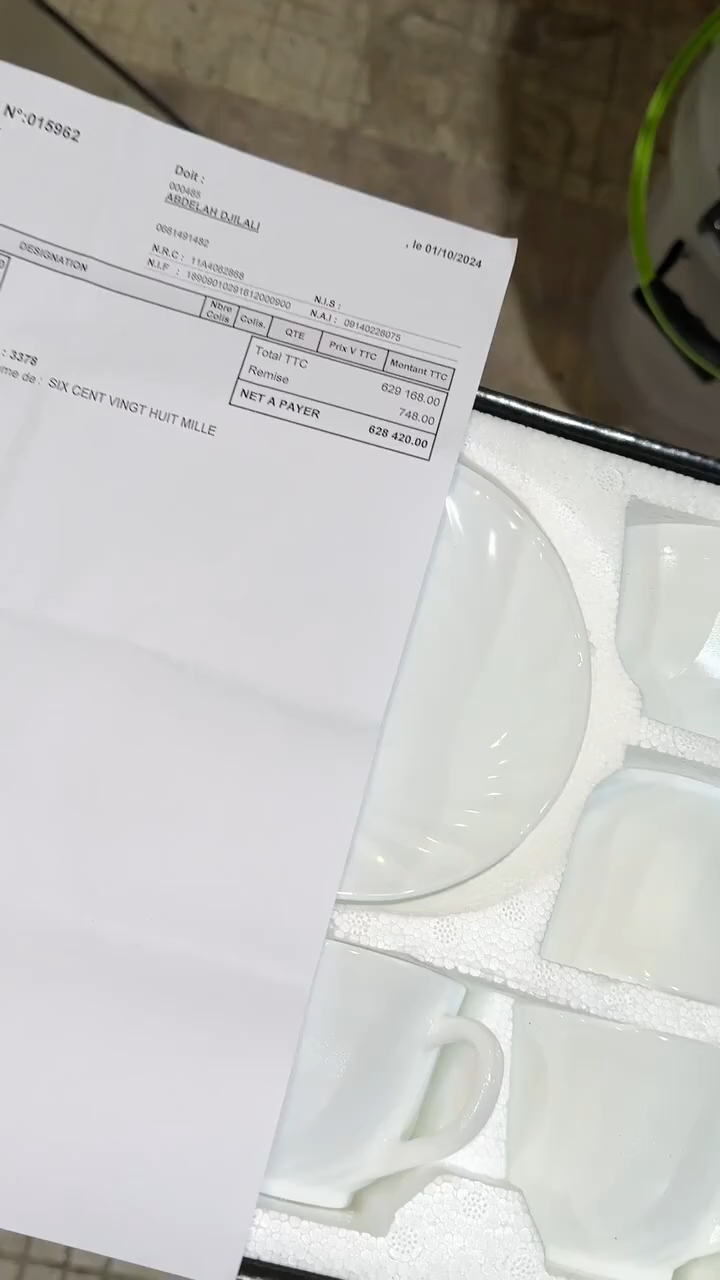 N°:015962
Doit :
000485
ABDELAH DJILALI
, le 01/10/2024
0661491482
N.R.C : 11A4062868
N.I.F : 18909010291612000900
N.I.S :
N.A.I : 09140228075
DESIGNATION
Nbre Colis
Colis.
QTE
Prix V TTC
Montant TTC
Total TTC 629 168.00
Remise 748.00
NET A PAYER 628 420.00
: 3378
me de : SIX CENT VINGT HUIT MILLE